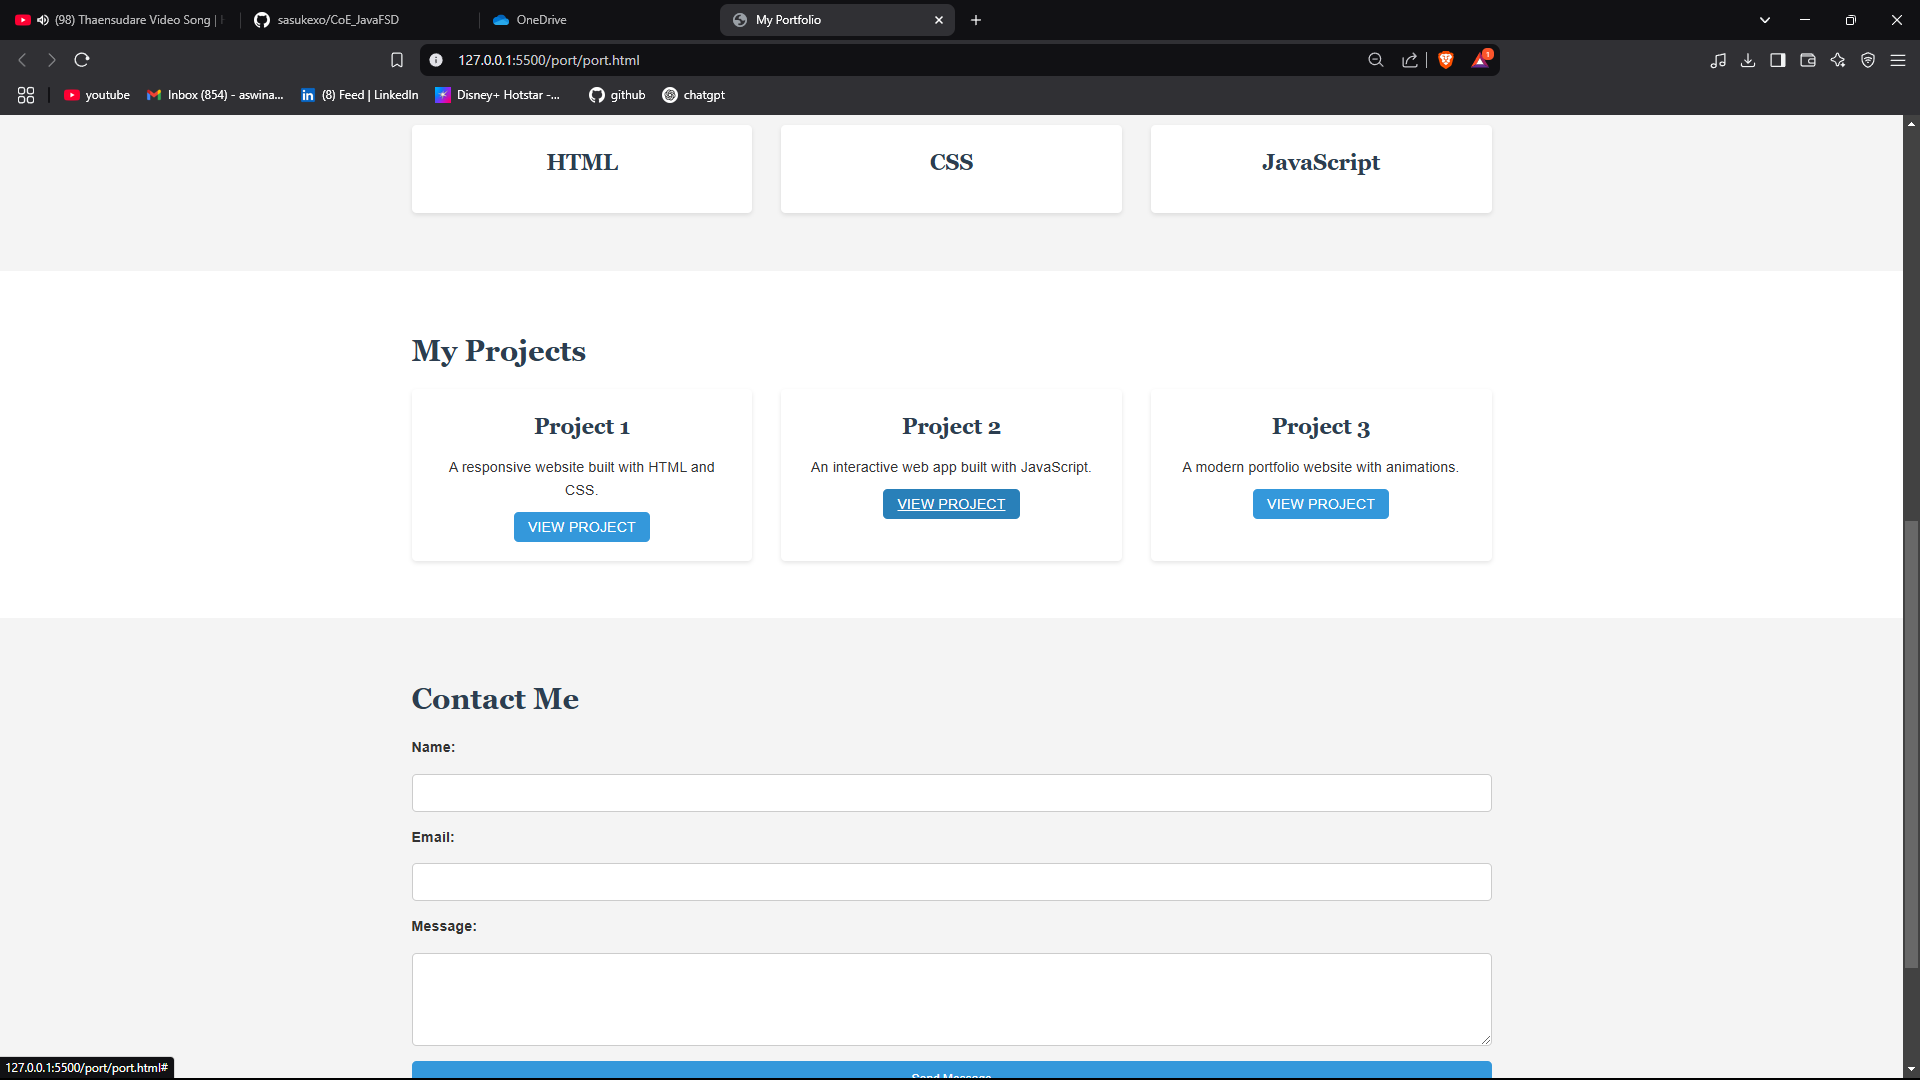 (98) Thaensudare Video Song |
sasukexo/CoE_JavaFSD
OneDrive
My Portfolio
127.0.0.1:5500/port/port.html
1
youtube
Inbox (854) - aswina...
(8) Feed | LinkedIn
Disney+ Hotstar -...
github
chatgpt
HTML
CSS
JavaScript
My Projects
Project 1
A responsive website built with HTML and
CSS.
VIEW PROJECT
Project 2
An interactive web app built with JavaScript.
VIEW PROJECT
Project 3
A modern portfolio website with animations.
VIEW PROJECT
Contact Me
Name:
Email:
Message:
Send Message
127.0.0.1:5500/port/port.html#